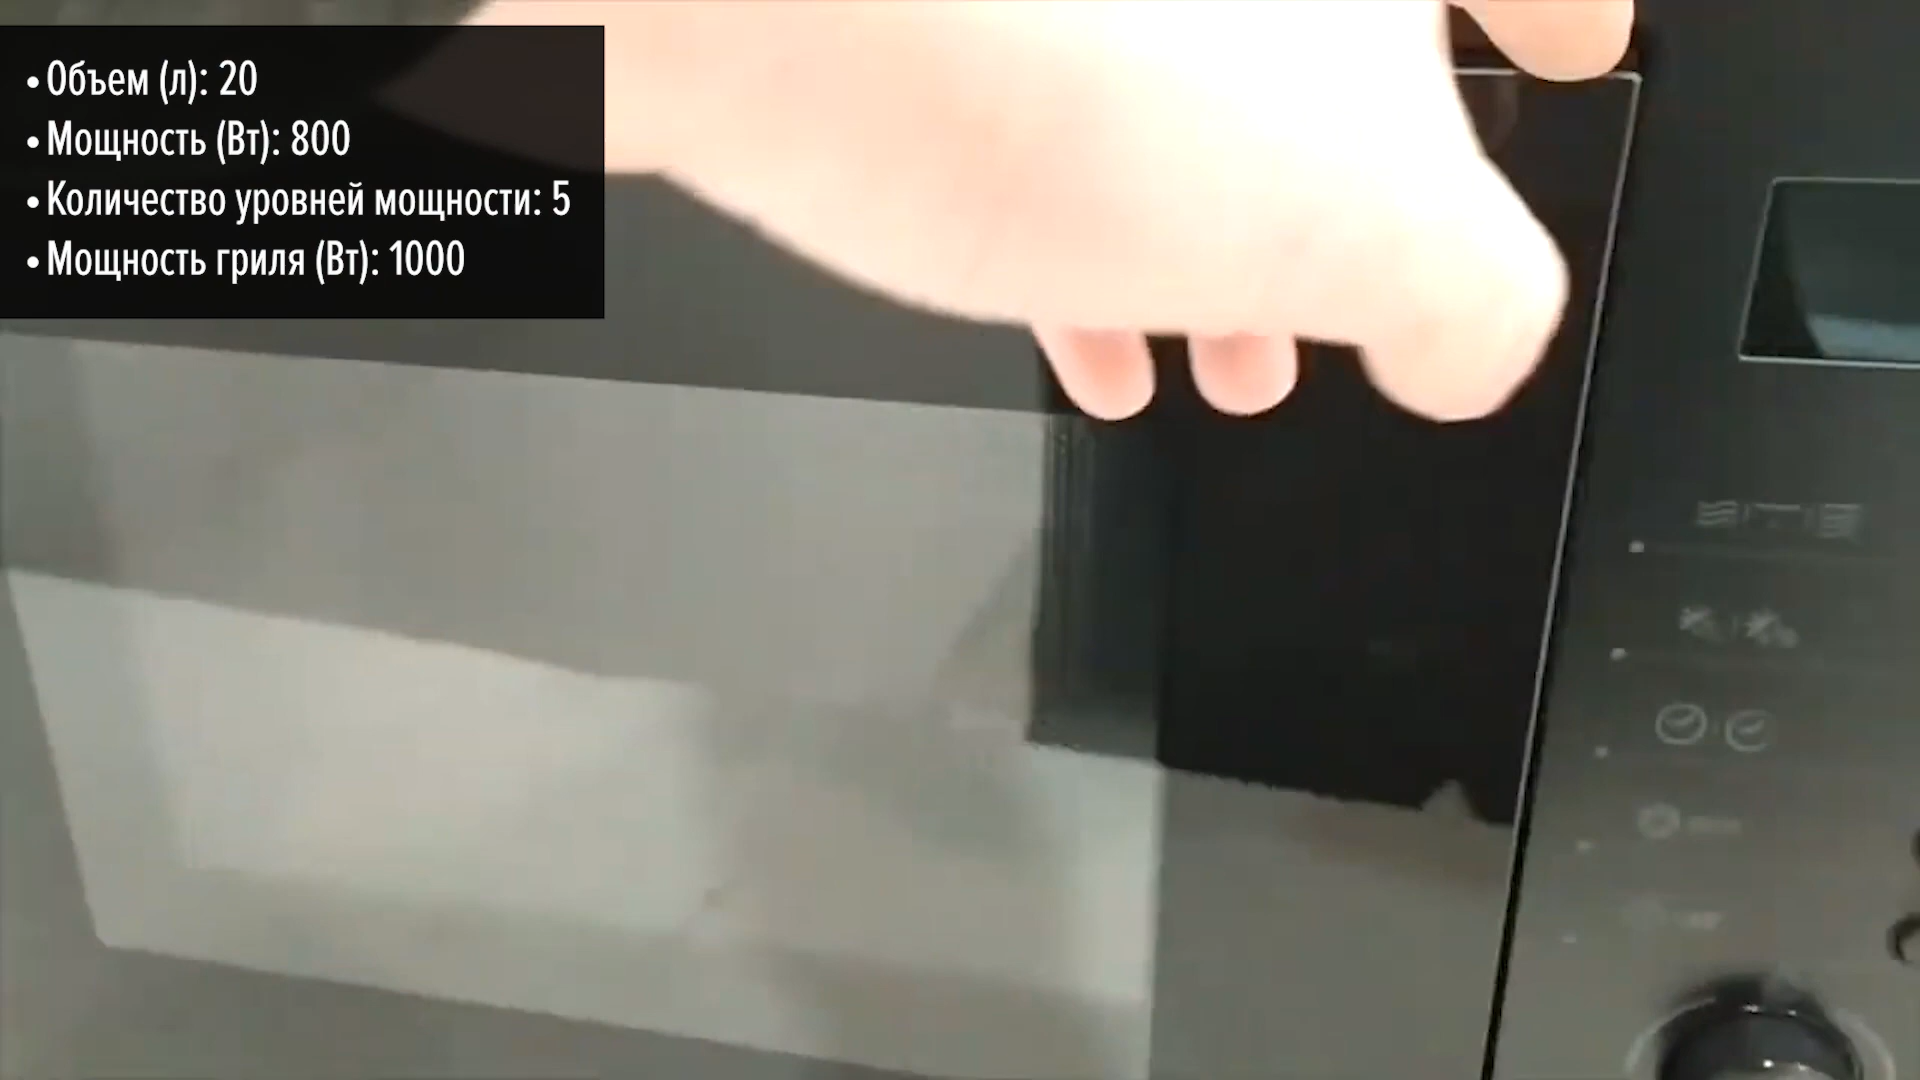 • Объем (л): 20
• Мощность (Вт): 800
• Количество уровней мощности: 5
• Мощность гриля (Вт): 1000